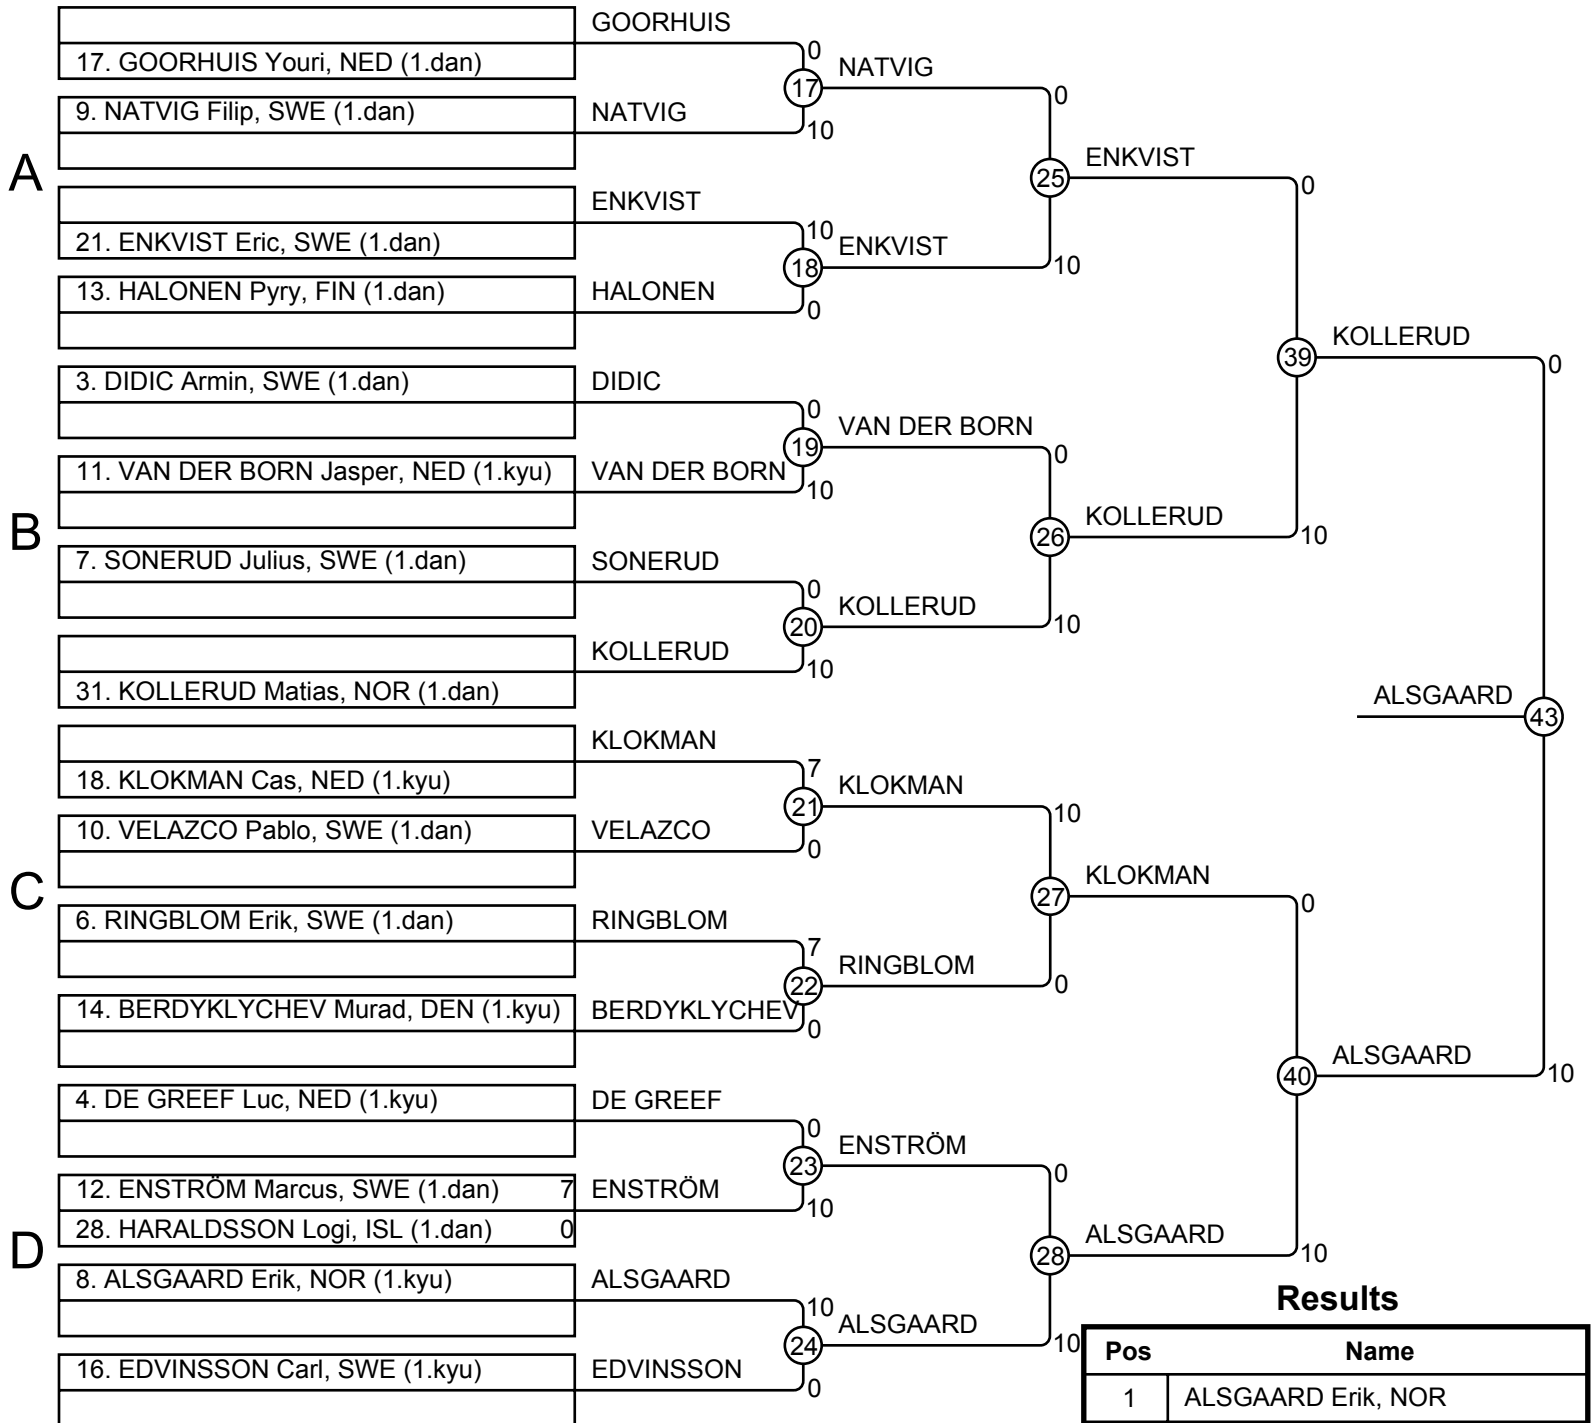 GOORHUIS
17. GOORHUIS Youri, NED (1.dan)
0
17
NATVIG
9. NATVIG Filip, SWE (1.dan)
NATVIG
10
0
A
25
ENKVIST
ENKVIST
21. ENKVIST Eric, SWE (1.dan)
10
18
ENKVIST
10
0
13. HALONEN Pyry, FIN (1.dan)
HALONEN
0
39
KOLLERUD
3. DIDIC Armin, SWE (1.dan)
DIDIC
0
0
19
VAN DER BORN
11. VAN DER BORN Jasper, NED (1.kyu)
VAN DER BORN
10
0
B
26
KOLLERUD
10
7. SONERUD Julius, SWE (1.dan)
SONERUD
0
20
KOLLERUD
10
KOLLERUD
31. KOLLERUD Matias, NOR (1.dan)
10
ALSGAARD
43
KLOKMAN
18. KLOKMAN Cas, NED (1.kyu)
7
21
KLOKMAN
10
10. VELAZCO Pablo, SWE (1.dan)
VELAZCO
0
C
27
KLOKMAN
0
6. RINGBLOM Erik, SWE (1.dan)
RINGBLOM
7
22
RINGBLOM
0
14. BERDYKLYCHEV Murad, DEN (1.kyu)
BERDYKLYCHEV
0
40
ALSGAARD
10
4. DE GREEF Luc, NED (1.kyu)
DE GREEF
0
23
ENSTRÖM
0
12. ENSTRÖM Marcus, SWE (1.dan) 7
ENSTRÖM
10
28. HARALDSSON Logi, ISL (1.dan) 0
D
28
ALSGAARD
10
8. ALSGAARD Erik, NOR (1.kyu)
ALSGAARD
10
24
ALSGAARD
10
16. EDVINSSON Carl, SWE (1.kyu)
EDVINSSON
0
Results
Pos Name
1 ALSGAARD Erik, NOR